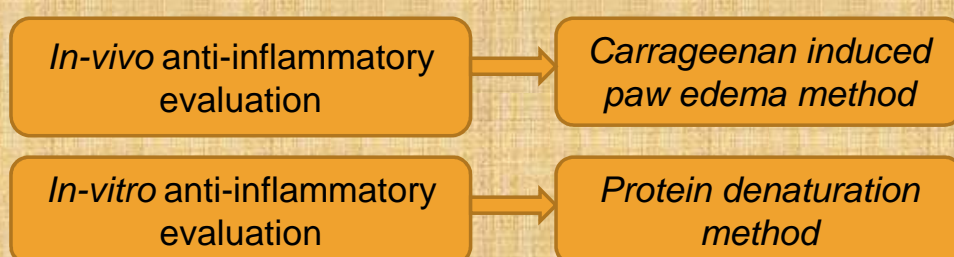 In-vivo anti-inflammatory
evaluation
Carrageenan induced
paw edema method
In-vitro anti-inflammatory
evaluation
Protein denaturation
method